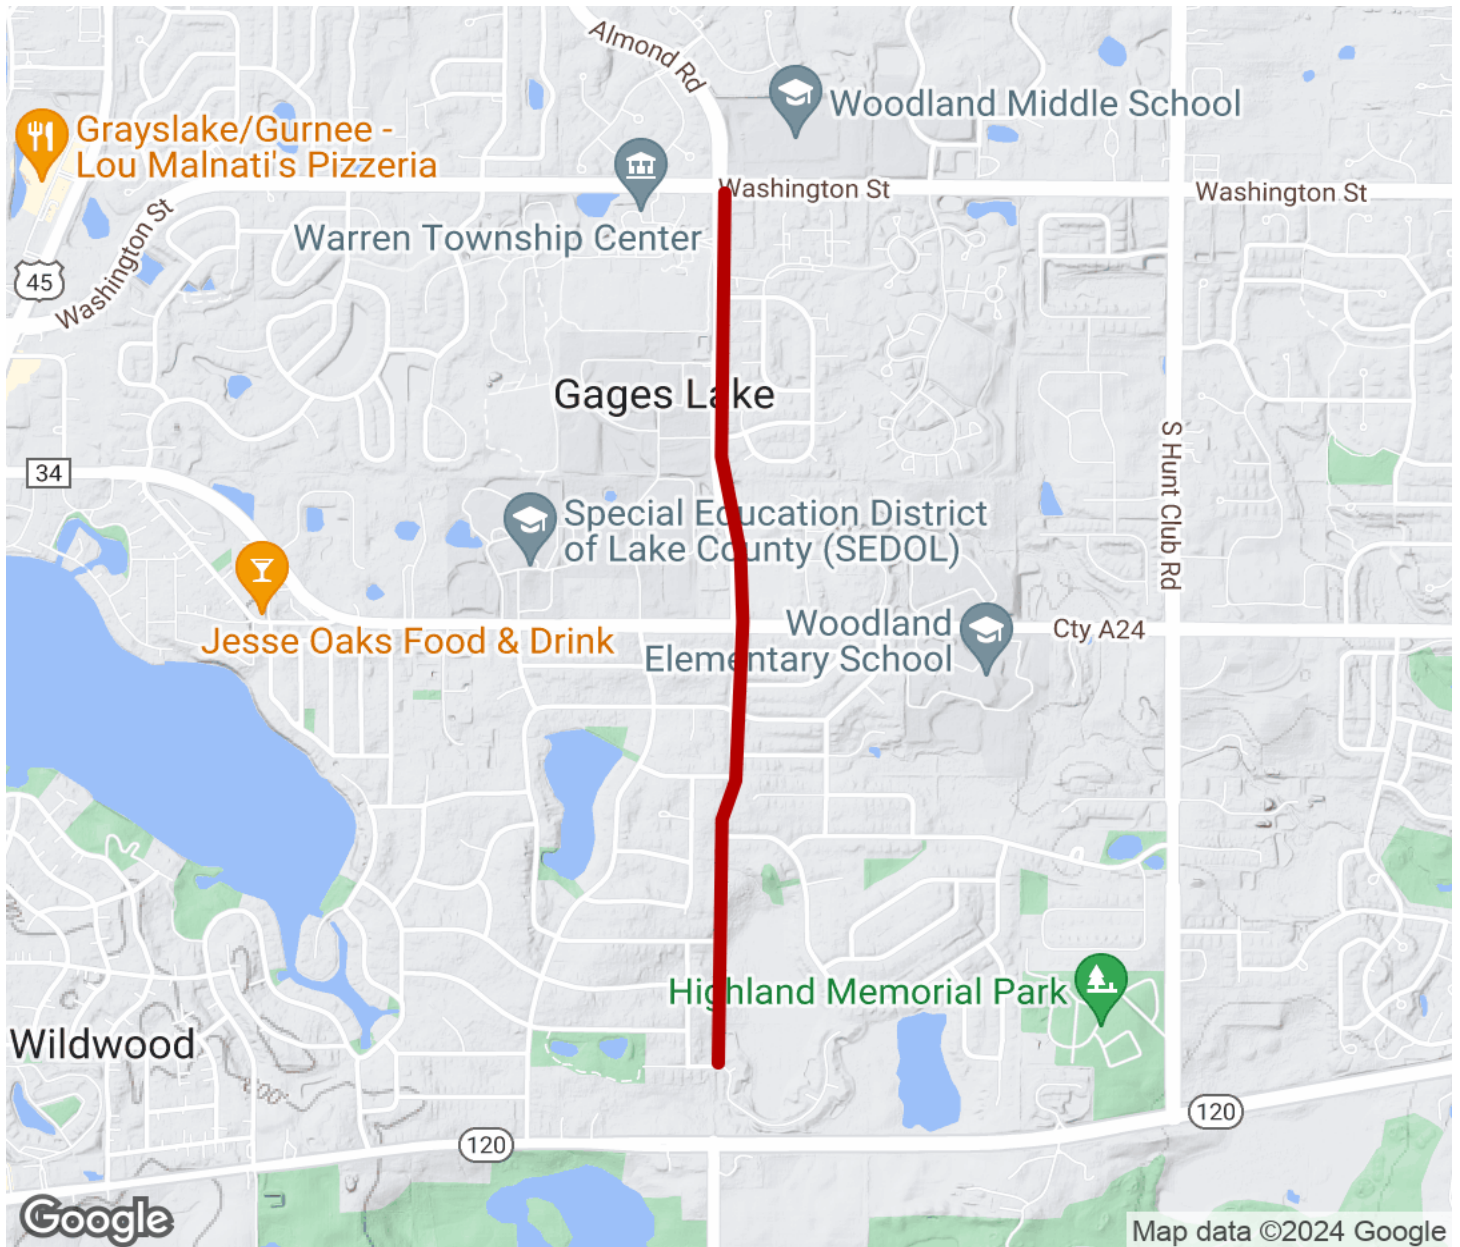 Almond Rd
Woodland Middle School
Grayslake/Gurnee -
Lou Malnati's Pizzeria
Washington St
Washington St
Washington St
Warren Township Center
45
Gages Lake
34
S Hunt Club Rd
Special Education District
of Lake County (SEDOL)
Woodland
Elementary School
Cty A24
Jesse Oaks Food & Drink
Highland Memorial Park
Wildwood
120
120
Google
Map data ©2024 Google